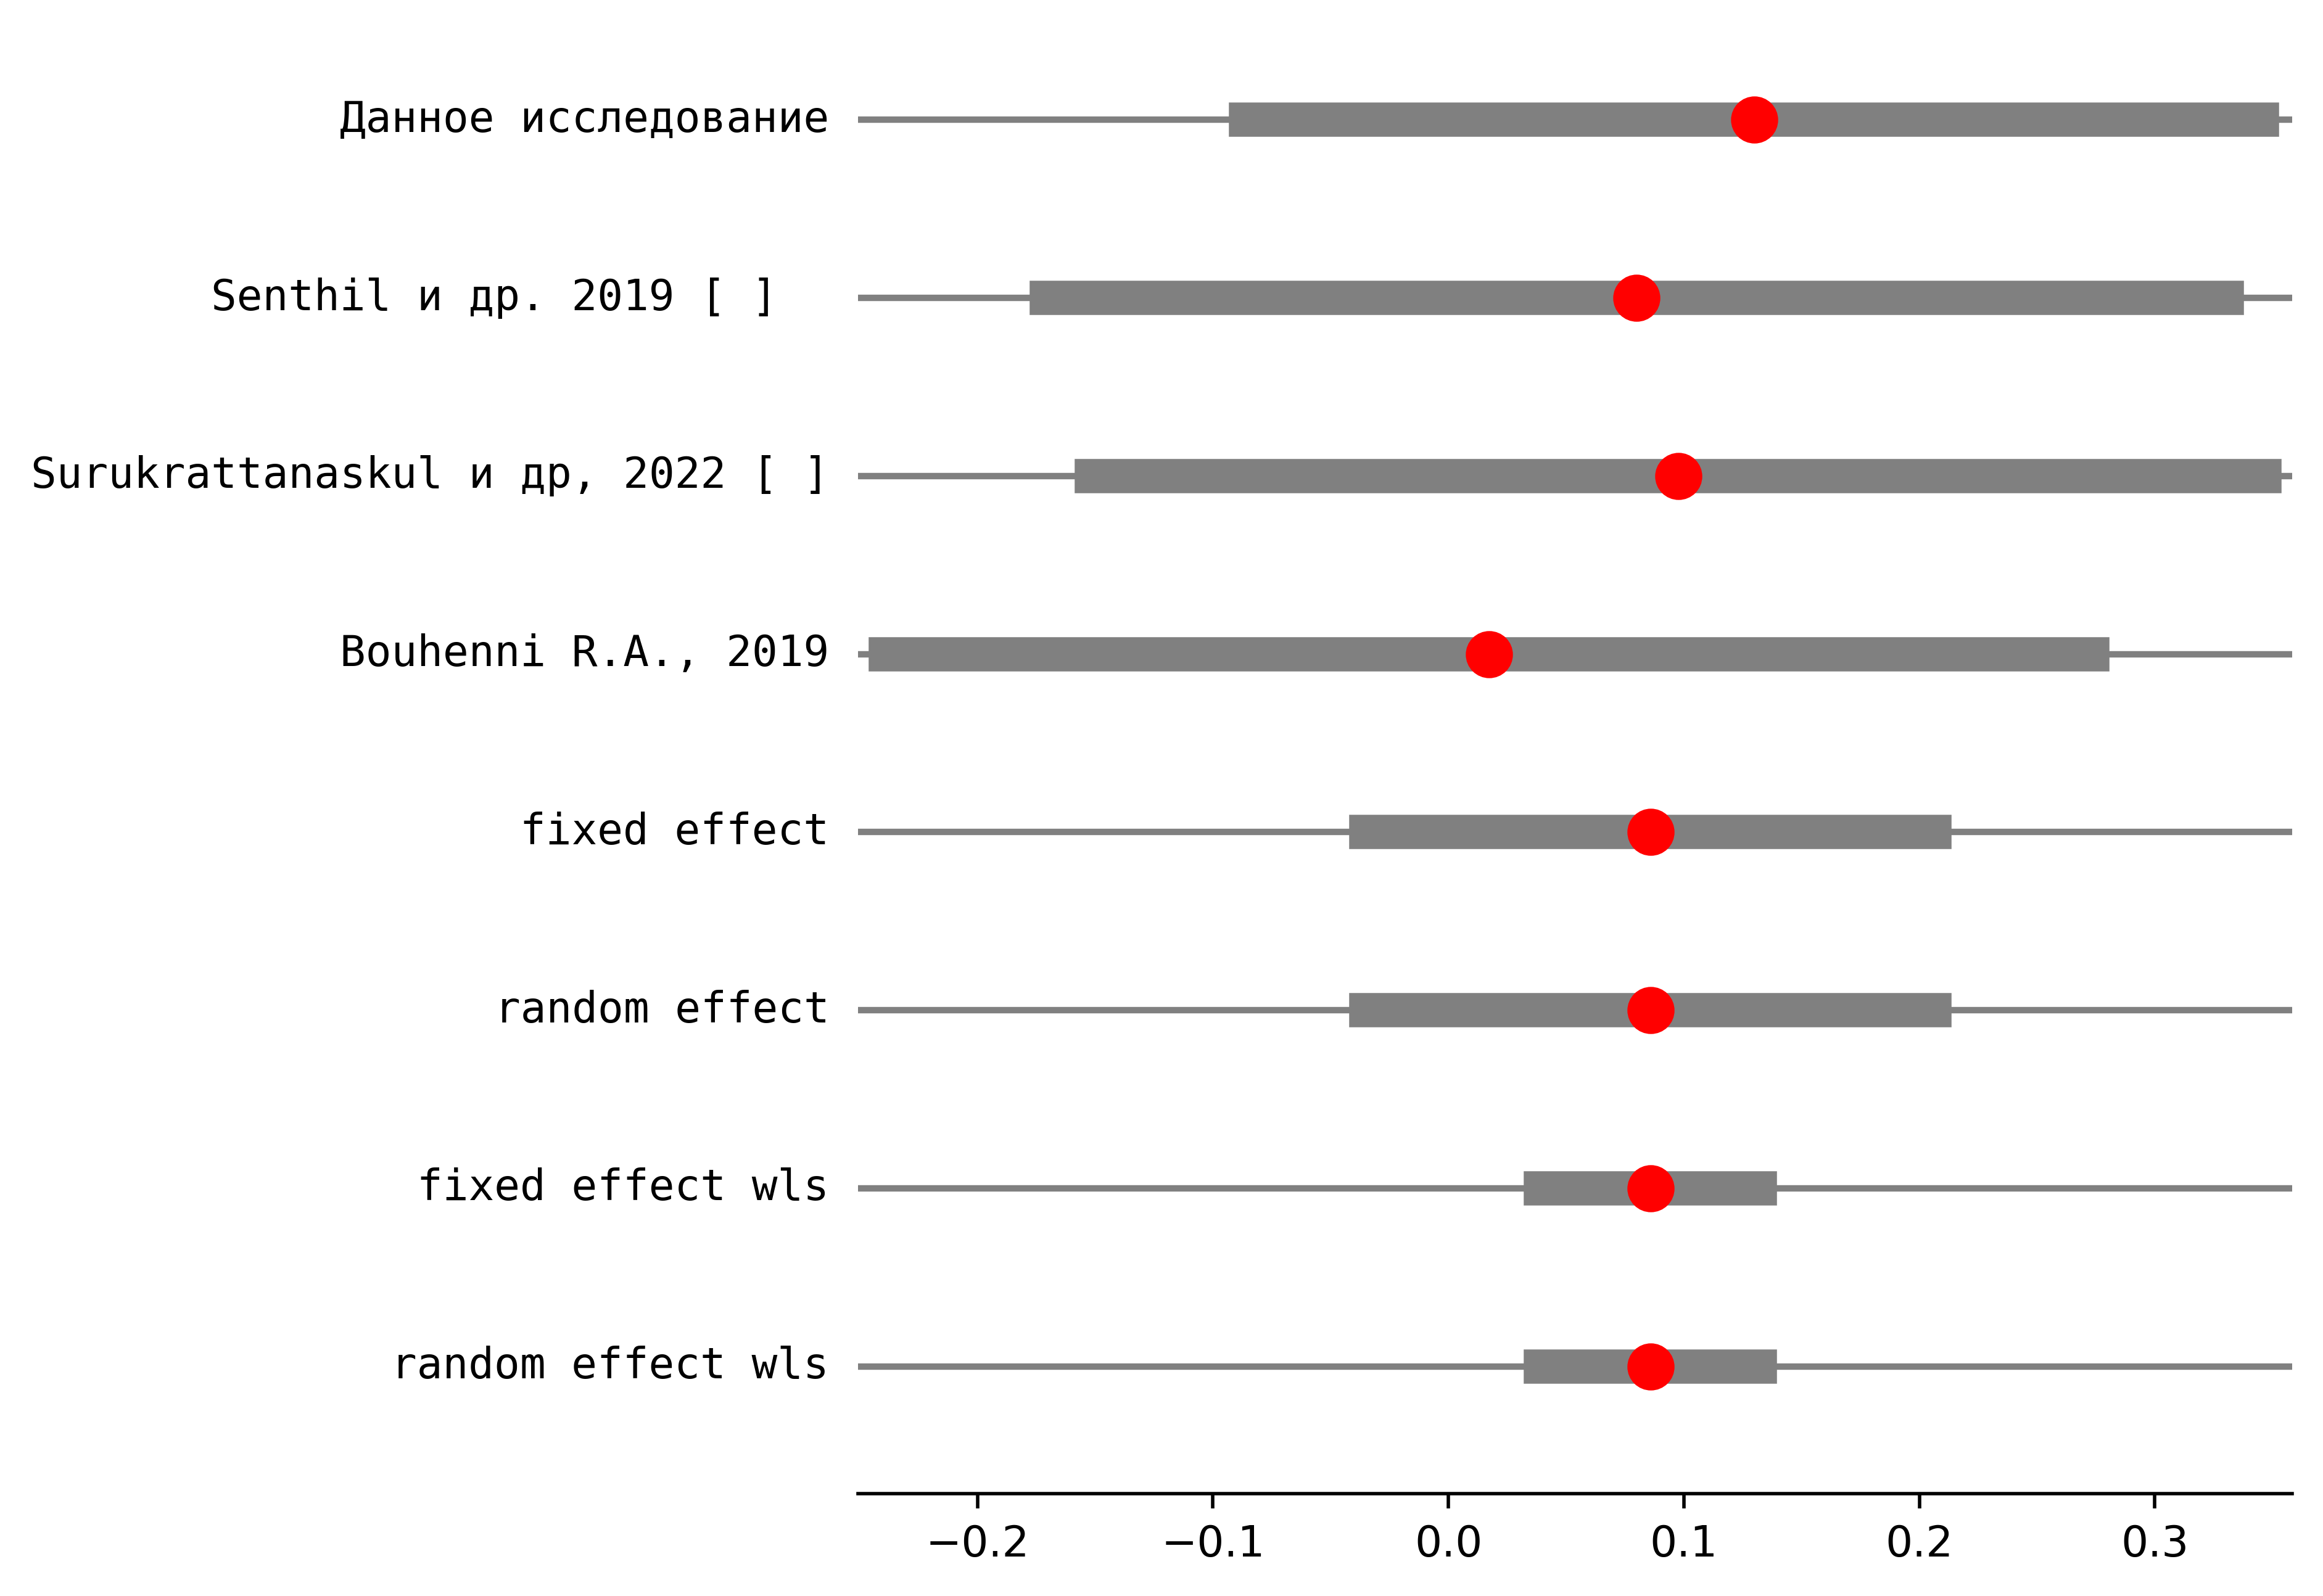 Данное исследование
Senthil и др. 2019 [ ]
Surukrattanaskul и др, 2022 [ ]
Bouhenni R.A., 2019
fixed effect
random effect
fixed effect wls
random effect wls
−0.2 −0.1 0.0 0.1 0.2 0.3